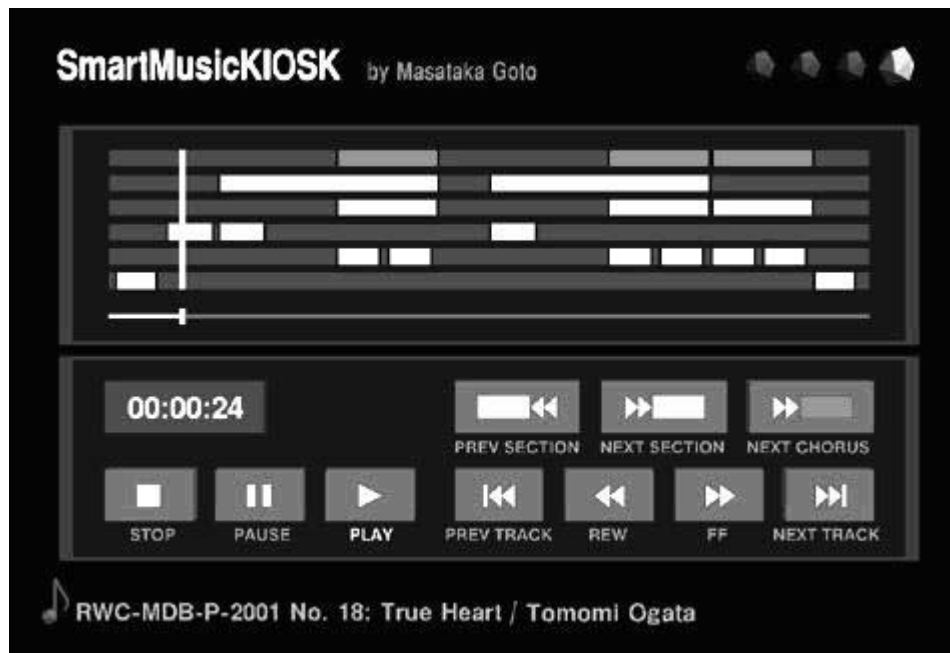 SmartMusicKIOSK by Masataka Goto
00:00:24
PREV SECTION NEXT SECTION NEXT CHORUS
STOP PAUSE PLAY PREV TRACK REW FF NEXT TRACK
RWC-MDB-P-2001 No. 18: True Heart / Tomomi Ogata